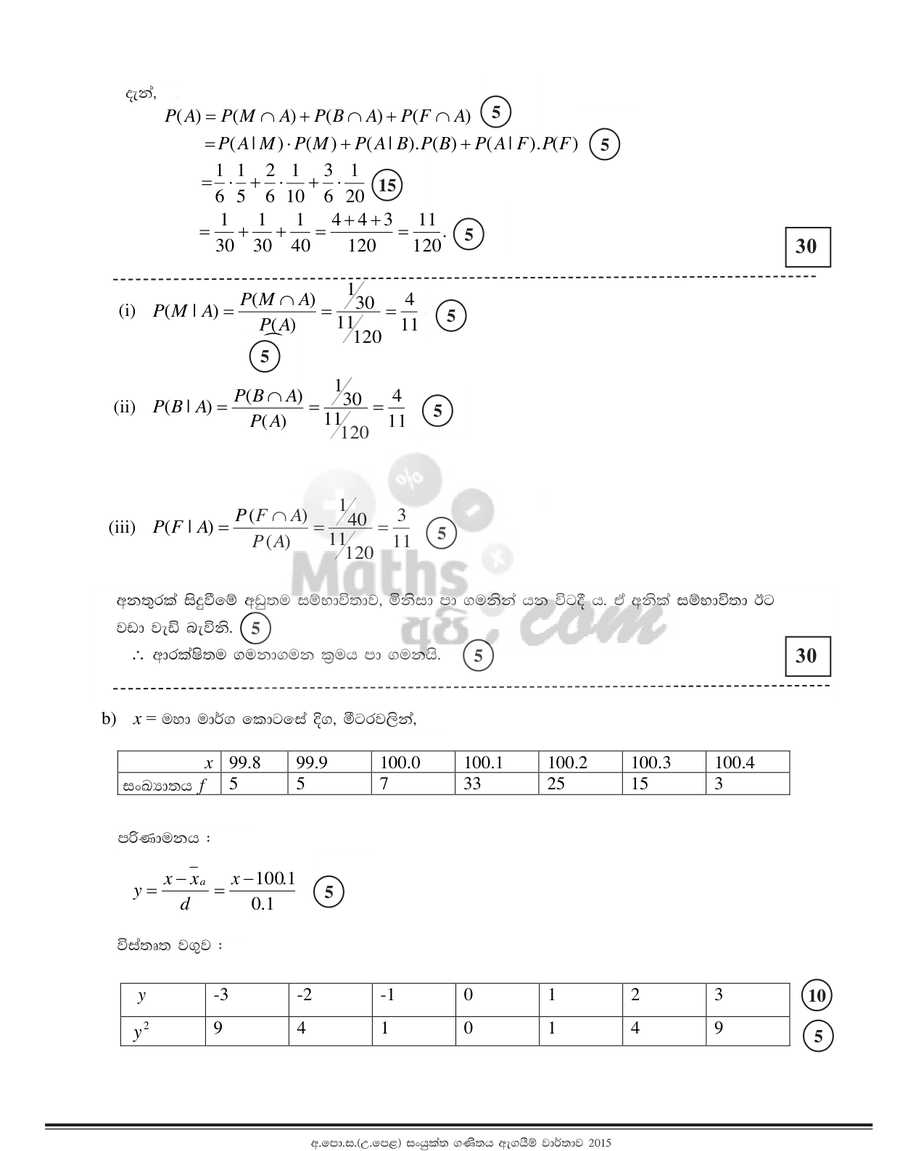 දැන්,
P(A) = P(M ∩ A) + P(B ∩ A) + P(F ∩ A) 5
= P(A | M) · P(M) + P(A | B).P(B) + P(A | F).P(F) 5
= 1/6 · 1/5 + 2/6 · 1/10 + 3/6 · 1/20 15
= 1/30 + 1/30 + 1/40 = (4+4+3)/120 = 11/120. 5
30
(i) P(M | A) = P(M ∩ A)/P(A) = (1/30)/(11/120) = 4/11 5
5
(ii) P(B | A) = P(B ∩ A)/P(A) = (1/30)/(11/120) = 4/11 5
(iii) P(F | A) = P(F ∩ A)/P(A) = (1/40)/(11/120) = 3/11 5
Maths
අපි . com
අනතුරක් සිදුවීමේ අඩුතම සම්භාවිතාව, මිනිසා පා ගමනින් යන විටදී ය. ඒ අනික් සම්භාවිතා ඊට
වඩා වැඩි බැවිනි. 5
∴ ආරක්ෂිතම ගමනාගමන ක්‍රමය පා ගමනයි. 5
30
b) x = මහා මාර්ග කොටසේ දිග, මීටරවලින්,
x 99.8 99.9 100.0 100.1 100.2 100.3 100.4
සංඛ්‍යාතය f 5 5 7 33 25 15 3
පරිණාමනය :
y = (x − x̄a)/d = (x − 100.1)/0.1 5
විස්තෘත වගුව :
y -3 -2 -1 0 1 2 3 10
y² 9 4 1 0 1 4 9 5
අ.පො.ස.(උ.පෙළ) සංයුක්ත ගණිතය ඇගයීම් වාර්තාව 2015